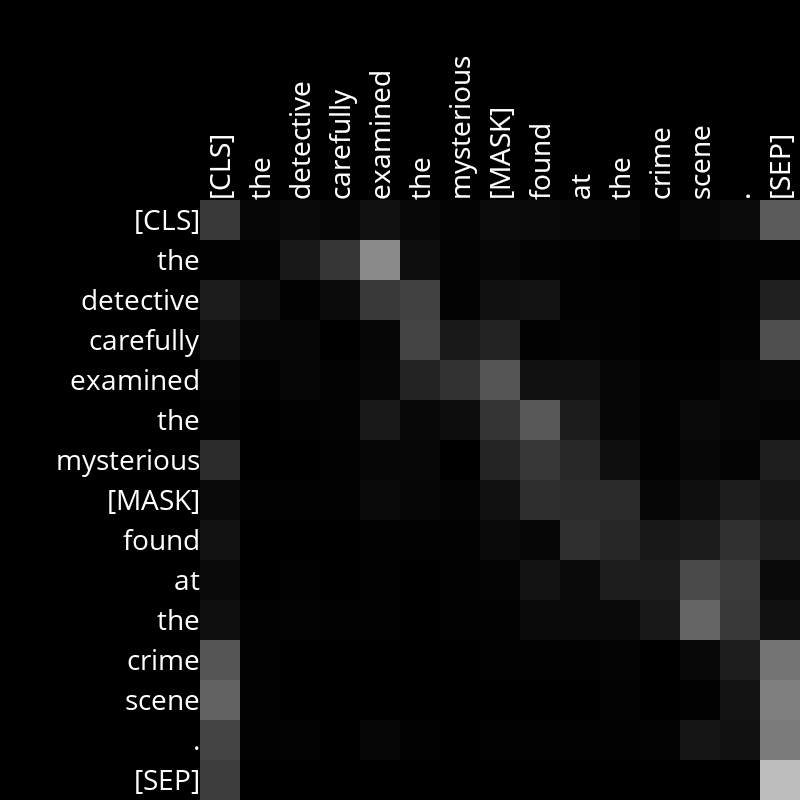 [CLS] the detective carefully examined the mysterious [MASK] found at the crime scene . [SEP]
[CLS]
the
detective
carefully
examined
the
mysterious
[MASK]
found
at
the
crime
scene
.
[SEP]